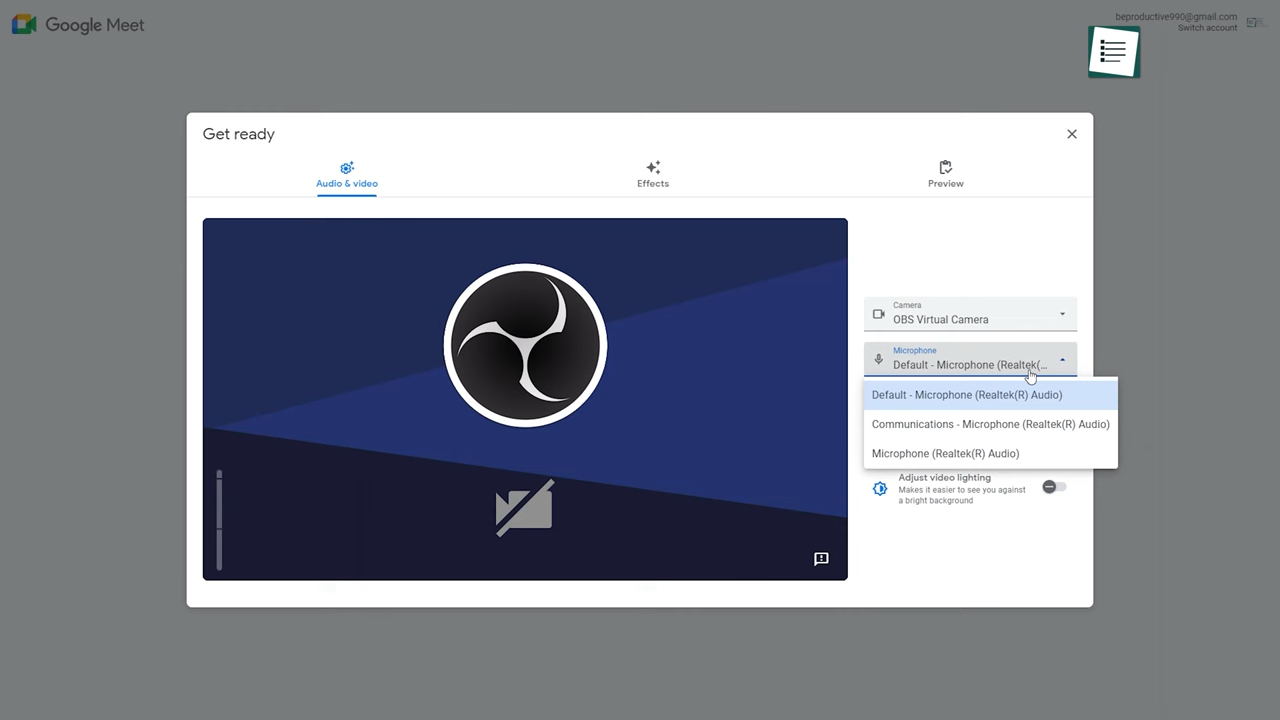 Google Meet
beproductive990@gmail.com
Switch account
Get ready
Audio & video
Effects
Preview
Camera
OBS Virtual Camera
Microphone
Default - Microphone (Realtek(...
Default - Microphone (Realtek(R) Audio)
Communications - Microphone (Realtek(R) Audio)
Microphone (Realtek(R) Audio)
Adjust video lighting
Makes it easier to see you against
a bright background